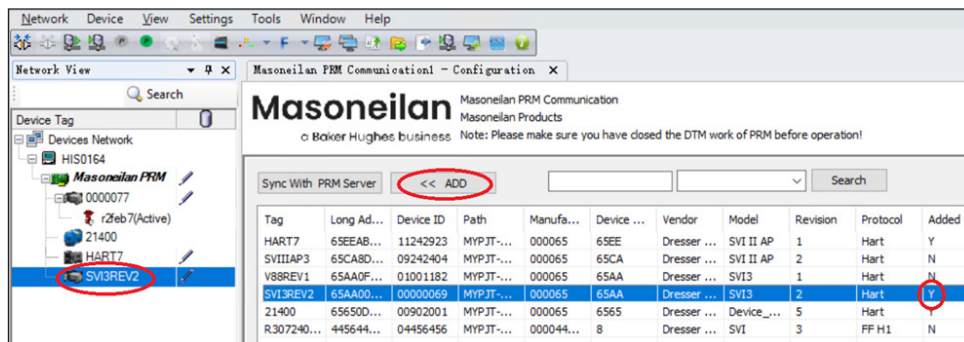 Network Device View Settings Tools Window Help
Network View
Masoneilan PRM Communication1 - Configuration X
Search
Device Tag
Devices Network
HIS0164
Masoneilan PRM
0000077
r2feb7(Active)
21400
HART7
SVI3REV2
Masoneilan
a Baker Hughes business
Masoneilan PRM Communication
Masoneilan Products
Note: Please make sure you have closed the DTM work of PRM before operation!
Sync With PRM Server << ADD Search
Tag Long Ad... Device ID Path Manufa... Device ... Vendor Model Revision Protocol Added
HART7 65EEAB... 11242923 MYPJT-... 000065 65EE Dresser ... SVI II AP 1 Hart Y
SVIIIAP3 65CA8D... 09242404 MYPJT-... 000065 65CA Dresser ... SVI II AP 2 Hart N
V88REV1 65AA0F... 01001182 MYPJT-... 000065 65AA Dresser ... SVI3 1 Hart N
SVI3REV2 65AA00... 00000069 MYPJT-... 000065 65AA Dresser ... SVI3 2 Hart Y
21400 65650D... 00902001 MYPJT-... 000065 6565 Dresser ... Device_... 5 Hart Y
R307240... 445644... 04456456 MYPJT-... 000044... 8 Dresser ... SVI 3 FF H1 N